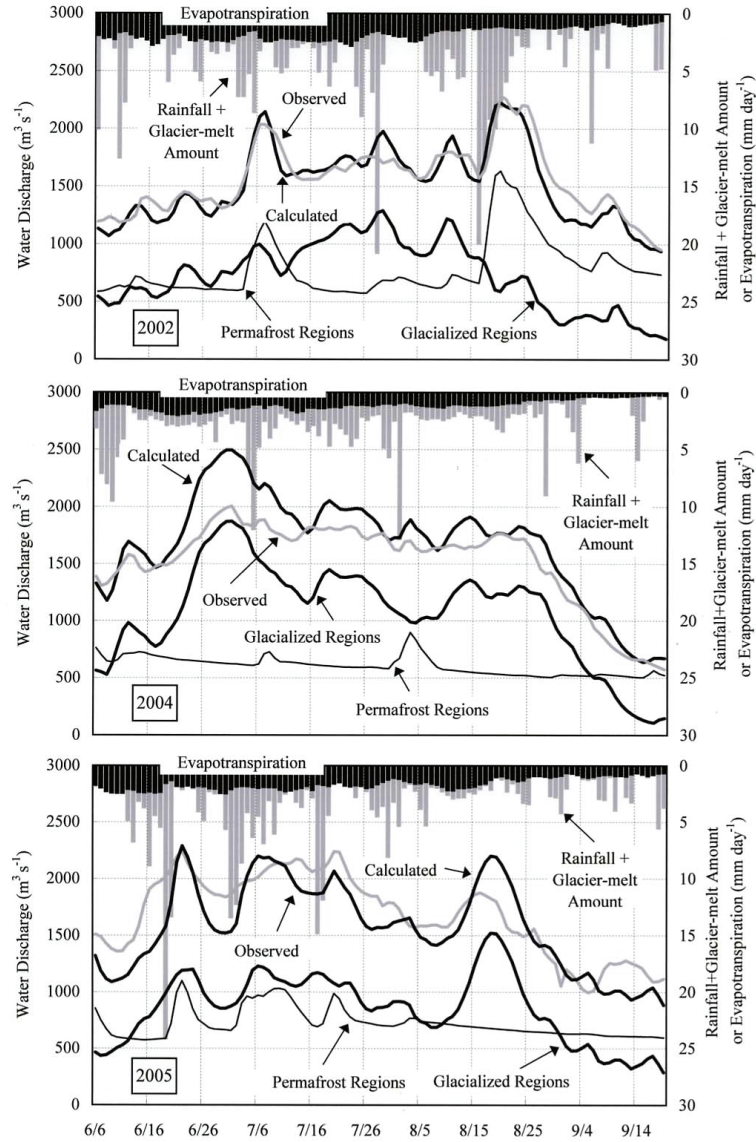 Evapotranspiration
3000
2500
2000
1500
1000
500
0
Water Discharge (m³ s⁻¹)
0
5
10
15
20
25
30
Rainfall + Glacier-melt Amount
or Evapotranspiration (mm day⁻¹)
Rainfall +
Glacier-melt
Amount
Observed
Calculated
Permafrost Regions
Glacialized Regions
2002
Evapotranspiration
3000
2500
2000
1500
1000
500
0
Water Discharge (m³ s⁻¹)
0
5
10
15
20
25
30
Rainfall+Glacier-melt Amount
or Evapotranspiration (mm day⁻¹)
Calculated
Rainfall +
Glacier-melt
Amount
Observed
Glacialized Regions
Permafrost Regions
2004
Evapotranspiration
3000
2500
2000
1500
1000
500
0
Water Discharge (m³ s⁻¹)
0
5
10
15
20
25
30
Rainfall+Glacier-melt Amount
or Evapotranspiration (mm day⁻¹)
Calculated
Rainfall +
Glacier-melt
Amount
Observed
Permafrost Regions
Glacialized Regions
2005
6/6 6/16 6/26 7/6 7/16 7/26 8/5 8/15 8/25 9/4 9/14